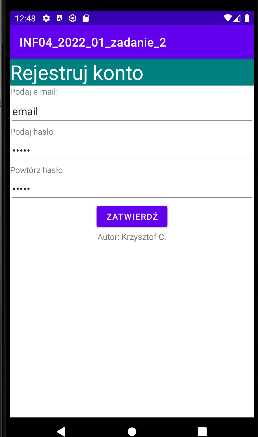 12:48
INF04_2022_01_zadanie_2
Rejestruj konto
Podaj e mail:
email
Podaj hasło
•••••
Powtórz hasło
•••••
ZATWIERDŹ
Autor: Krzysztof C.